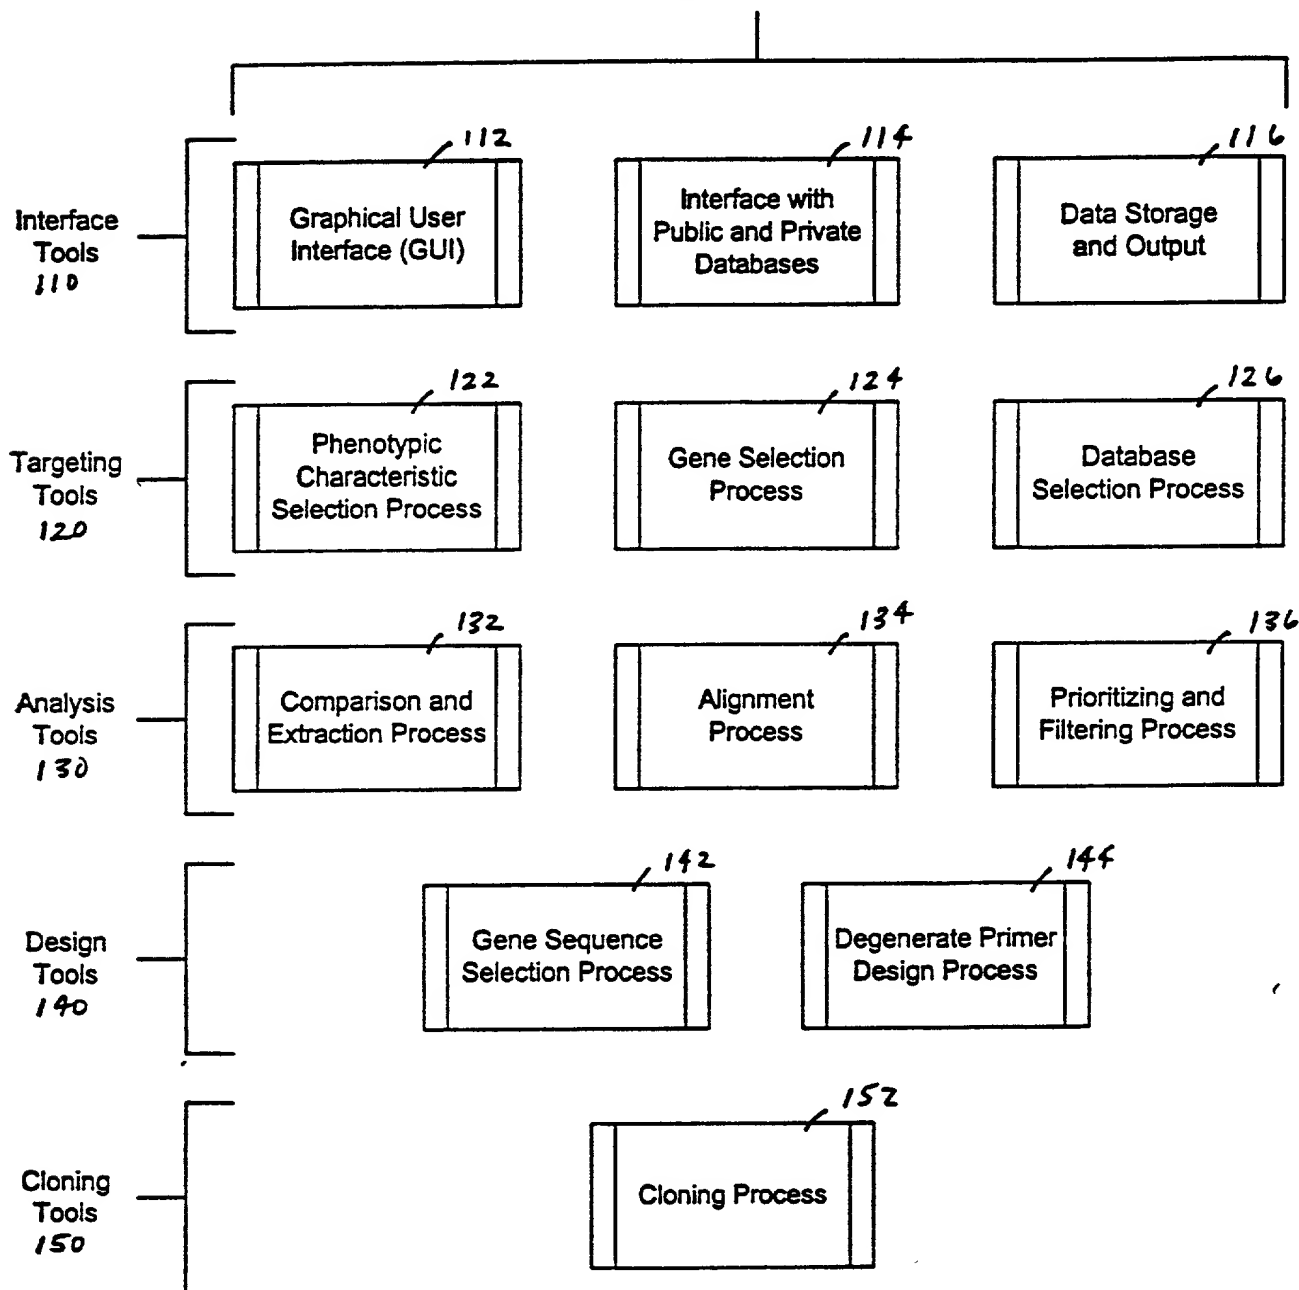 112
114
116
Interface
Tools
110
Graphical User
Interface (GUI)
Interface with
Public and Private
Databases
Data Storage
and Output
122
124
126
Targeting
Tools
120
Phenotypic
Characteristic
Selection Process
Gene Selection
Process
Database
Selection Process
132
134
136
Analysis
Tools
130
Comparison and
Extraction Process
Alignment
Process
Prioritizing and
Filtering Process
142
144
Design
Tools
140
Gene Sequence
Selection Process
Degenerate Primer
Design Process
152
Cloning
Tools
150
Cloning Process